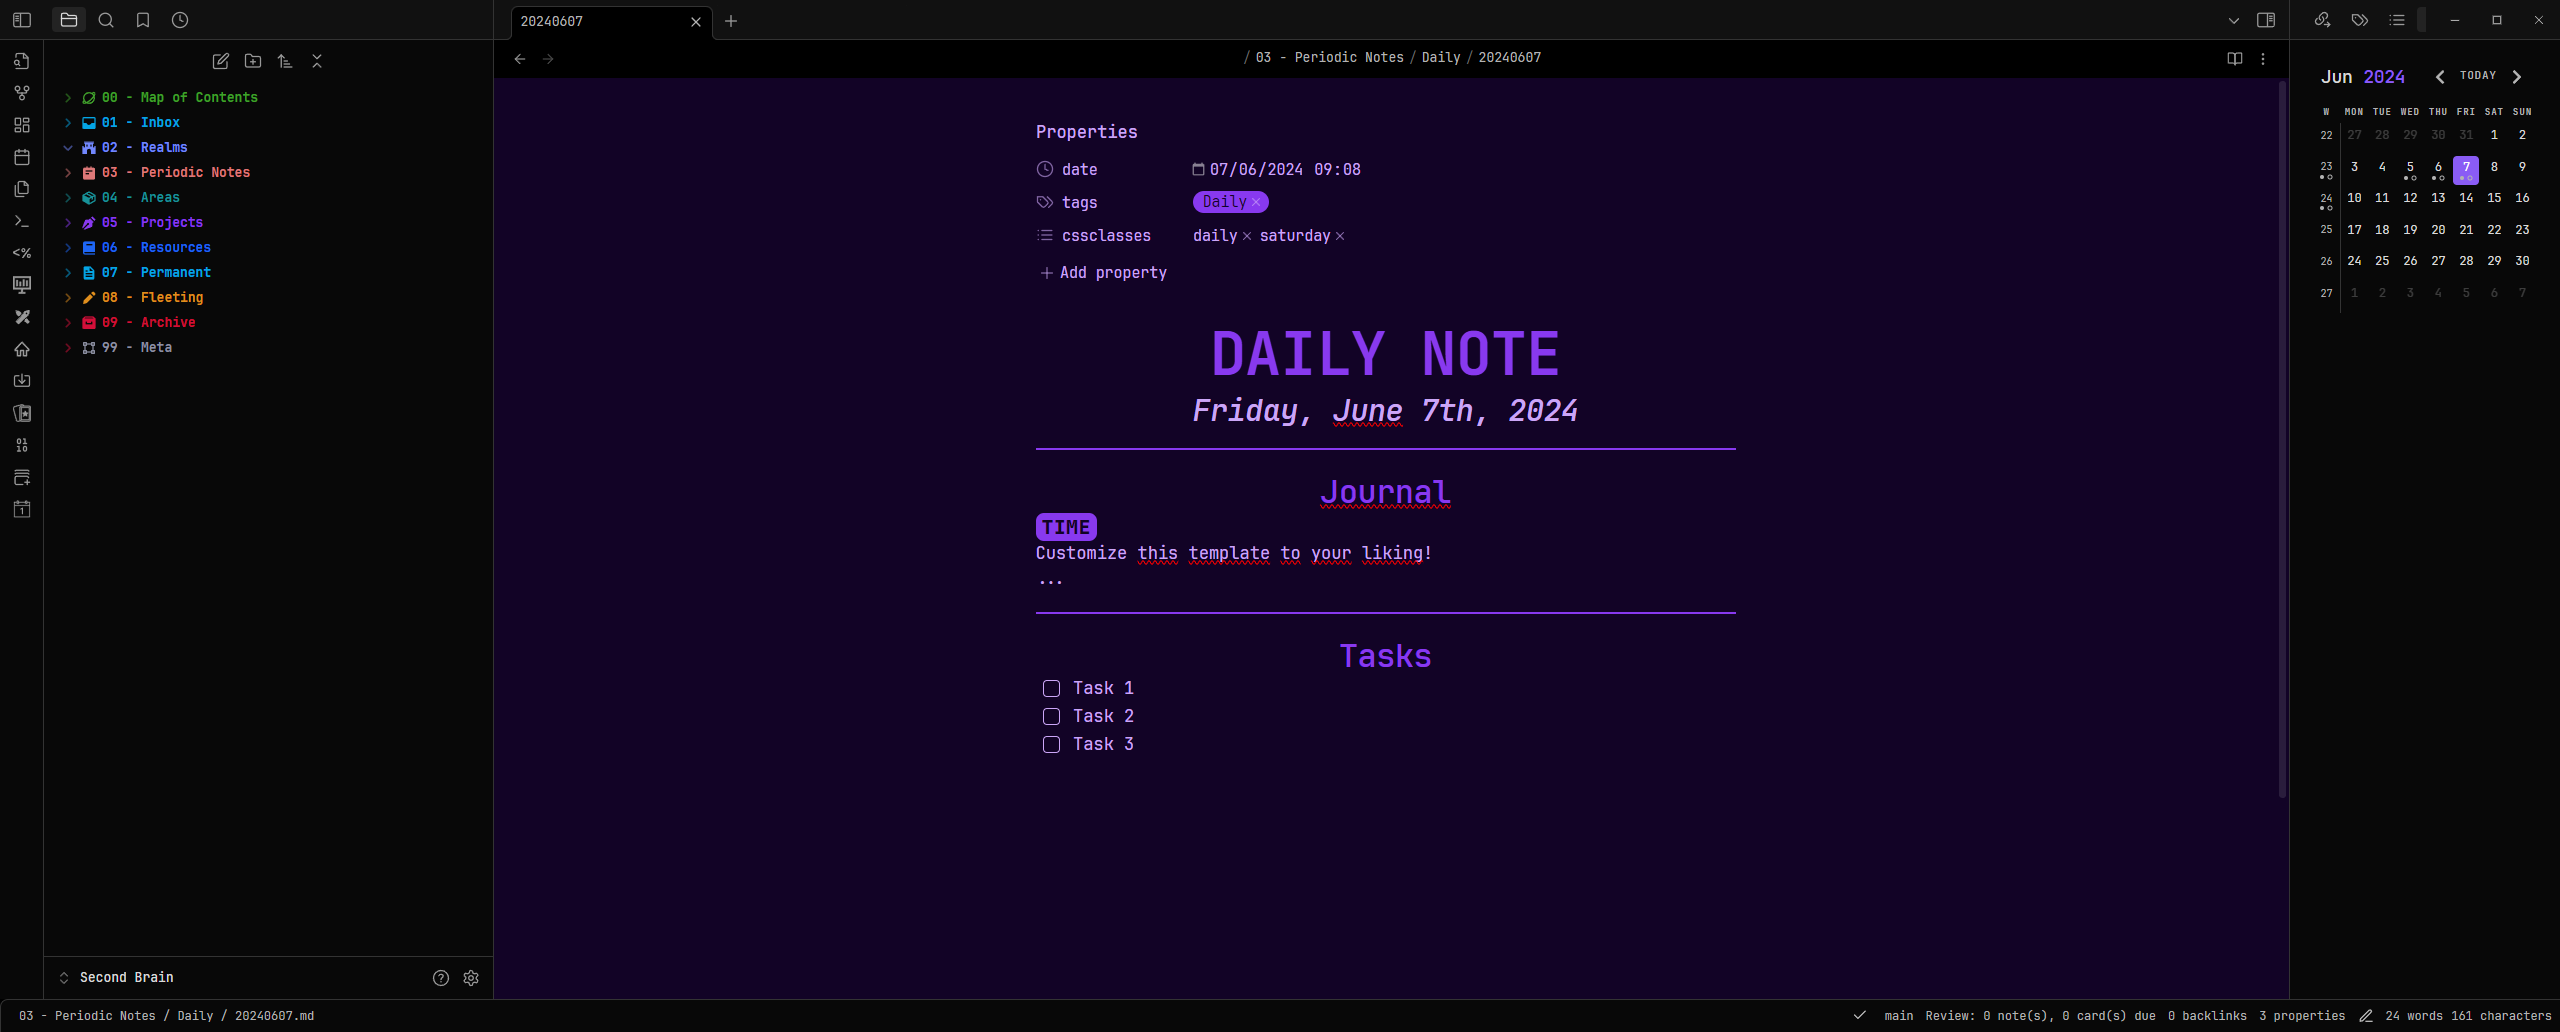 20240607
/ 03 - Periodic Notes / Daily / 20240607
00 - Map of Contents
01 - Inbox
02 - Realms
03 - Periodic Notes
04 - Areas
05 - Projects
06 - Resources
07 - Permanent
08 - Fleeting
09 - Archive
99 - Meta
<%
01
10
1
Second Brain
Properties
date 07/06/2024 09:08
tags Daily
cssclasses daily saturday
Add property
DAILY NOTE
Friday, June 7th, 2024
Journal
TIME
Customize this template to your liking!
...
Tasks
Task 1
Task 2
Task 3
Jun 2024 TODAY
W MON TUE WED THU FRI SAT SUN
22 27 28 29 30 31 1 2
23 3 4 5 6 7 8 9
24 10 11 12 13 14 15 16
25 17 18 19 20 21 22 23
26 24 25 26 27 28 29 30
27 1 2 3 4 5 6 7
03 - Periodic Notes / Daily / 20240607.md
main Review: 0 note(s), 0 card(s) due 0 backlinks 3 properties 24 words 161 characters